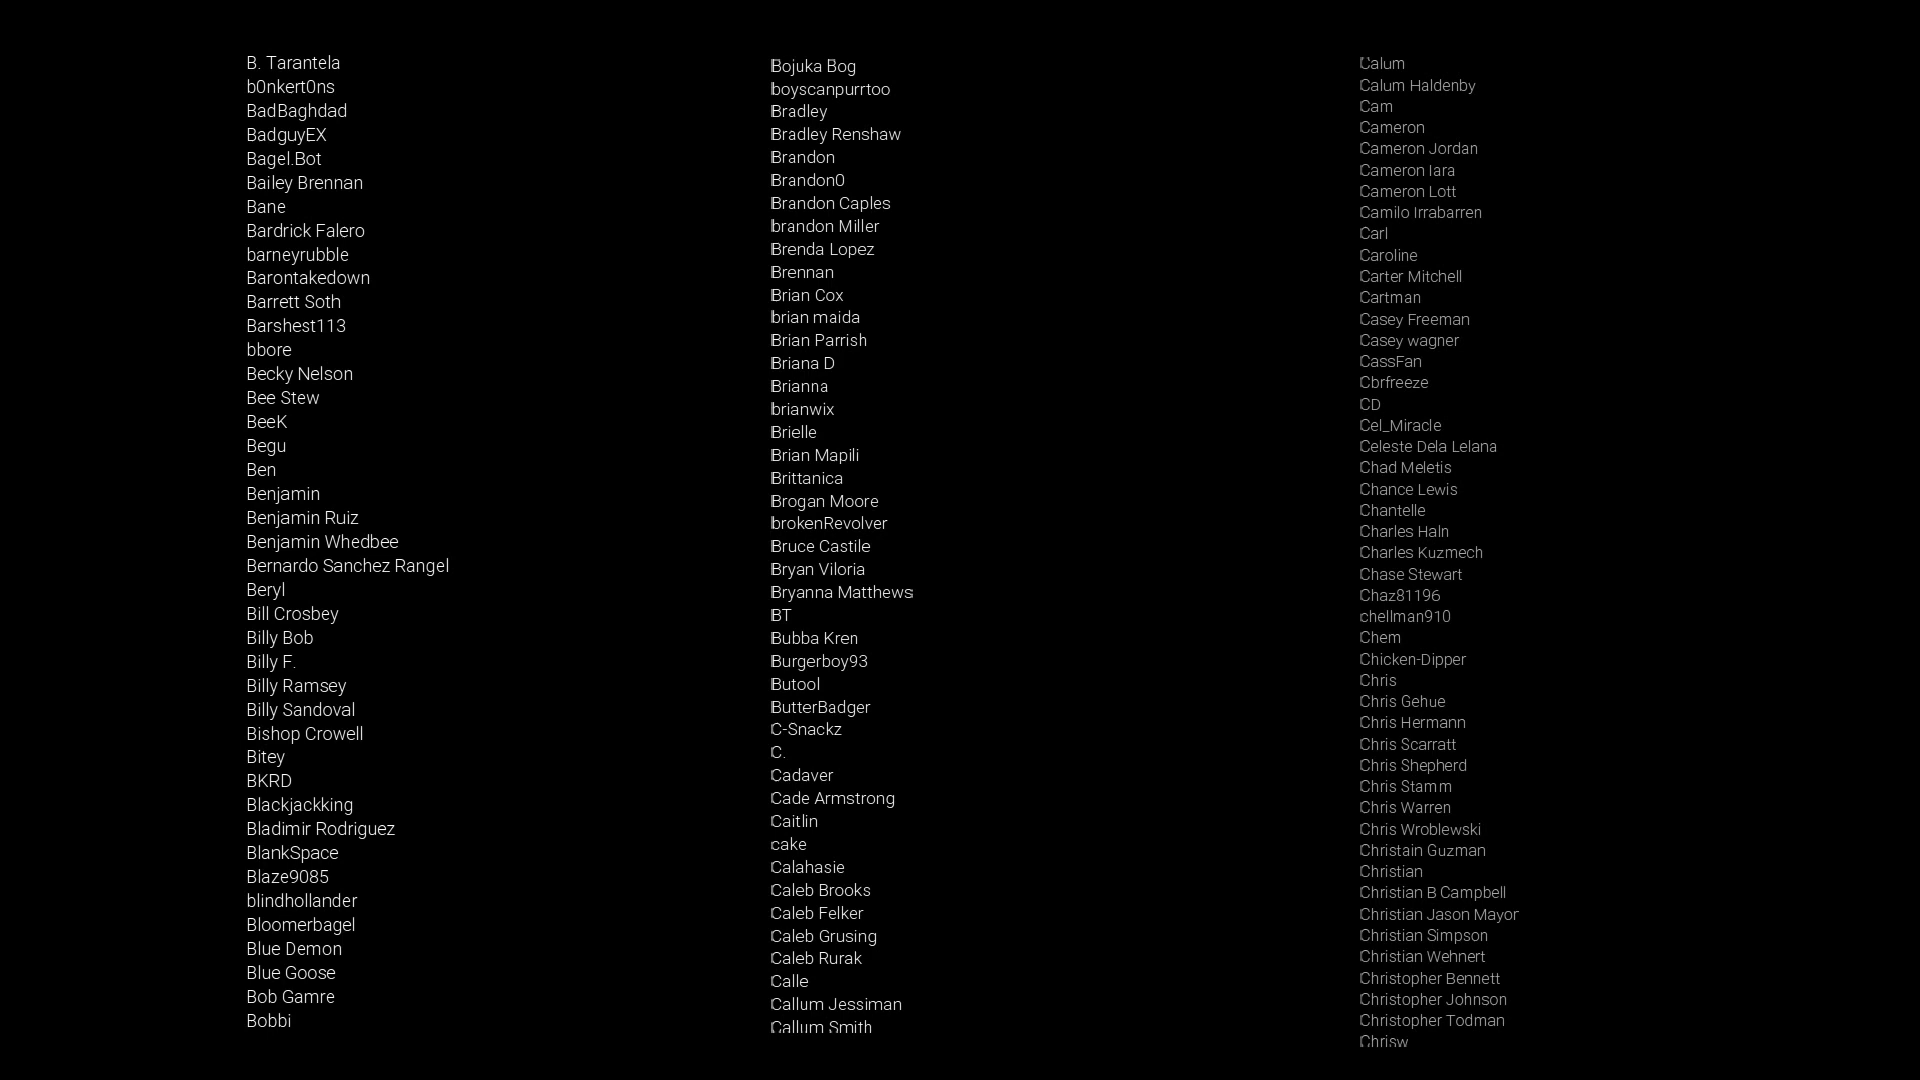 B. Tarantela
b0nkert0ns
BadBaghdad
BadguyEX
Bagel.Bot
Bailey Brennan
Bane
Bardrick Falero
barneyrubble
Barontakedown
Barrett Soth
Barshest113
bbore
Becky Nelson
Bee Stew
BeeK
Begu
Ben
Benjamin
Benjamin Ruiz
Benjamin Whedbee
Bernardo Sanchez Rangel
Beryl
Bill Crosbey
Billy Bob
Billy F.
Billy Ramsey
Billy Sandoval
Bishop Crowell
Bitey
BKRD
Blackjackking
Bladimir Rodriguez
BlankSpace
Blaze9085
blindhollander
Bloomerbagel
Blue Demon
Blue Goose
Bob Gamre
Bobbi
Bojuka Bog
boyscanpurrtoo
Bradley
Bradley Renshaw
Brandon
Brandon0
Brandon Caples
brandon Miller
Brenda Lopez
Brennan
Brian Cox
brian maida
Brian Parrish
Briana D
Brianna
brianwix
Brielle
Brian Mapili
Brittanica
Brogan Moore
brokenRevolver
Bruce Castile
Bryan Viloria
Bryanna Matthews
BT
Bubba Kren
Burgerboy93
Butool
ButterBadger
C-Snackz
C.
Cadaver
Cade Armstrong
Caitlin
cake
Calahasie
Caleb Brooks
Caleb Felker
Caleb Grusing
Caleb Rurak
Calle
Callum Jessiman
Callum Smith
Calum
Calum Haldenby
Cam
Cameron
Cameron Jordan
Cameron Iara
Cameron Lott
Camilo Irrabarren
Carl
Caroline
Carter Mitchell
Cartman
Casey Freeman
Casey wagner
CassFan
Cbrfreeze
CD
Cel_Miracle
Celeste Dela Lelana
Chad Meletis
Chance Lewis
Chantelle
Charles Haln
Charles Kuzmech
Chase Stewart
Chaz81196
chellman910
Chem
Chicken-Dipper
Chris
Chris Gehue
Chris Hermann
Chris Scarratt
Chris Shepherd
Chris Stamm
Chris Warren
Chris Wroblewski
Christain Guzman
Christian
Christian B Campbell
Christian Jason Mayor
Christian Simpson
Christian Wehnert
Christopher Bennett
Christopher Johnson
Christopher Todman
Chrisw